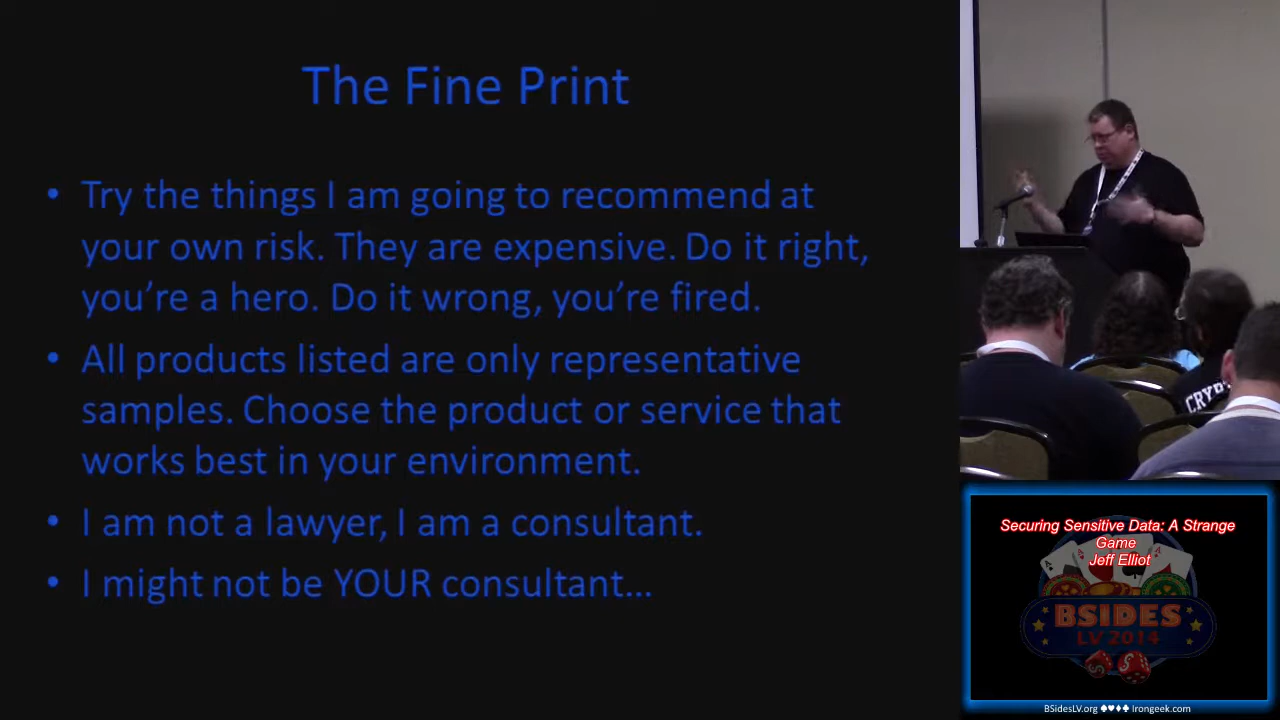 The Fine Print
• Try the things I am going to recommend at
your own risk. They are expensive. Do it right,
you’re a hero. Do it wrong, you’re fired.
• All products listed are only representative
samples. Choose the product or service that
works best in your environment.
• I am not a lawyer, I am a consultant.
• I might not be YOUR consultant…
CRYP
Securing Sensitive Data: A Strange
Game
Jeff Elliot
BSIDES
LV 2014
BSidesLV.org ♠♥♦♣ Irongeek.com